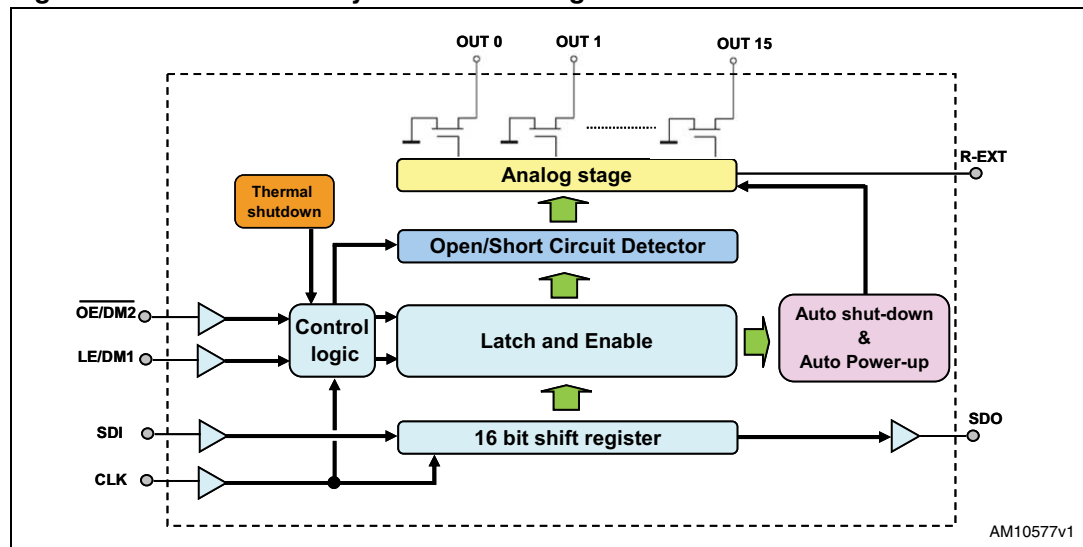 OUT 0
OUT 1
OUT 15
R-EXT
Analog stage
Thermal
shutdown
Open/Short Circuit Detector
OE/DM2
LE/DM1
Control
logic
Latch and Enable
Auto shut-down
&
Auto Power-up
SDI
16 bit shift register
SDO
CLK
AM10577v1